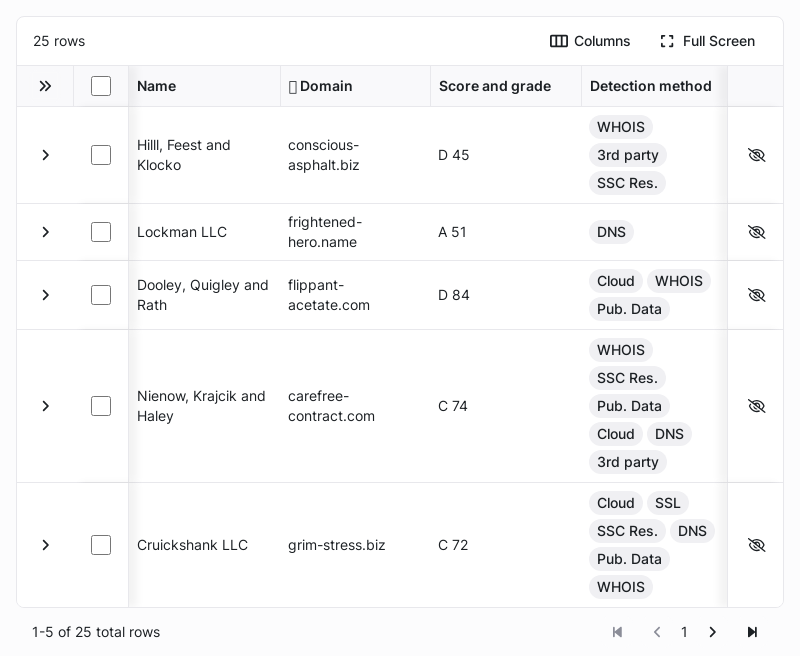 25 rows
Columns
Full Screen
Name
Domain
Score and grade
Detection method
Hilll, Feest and
Klocko
conscious-
asphalt.biz
D 45
WHOIS
3rd party
SSC Res.
Lockman LLC
frightened-
hero.name
A 51
DNS
Dooley, Quigley and
Rath
flippant-
acetate.com
D 84
Cloud WHOIS
Pub. Data
Nienow, Krajcik and
Haley
carefree-
contract.com
C 74
WHOIS
SSC Res.
Pub. Data
Cloud DNS
3rd party
Cruickshank LLC
grim-stress.biz
C 72
Cloud SSL
SSC Res. DNS
Pub. Data
WHOIS
1-5 of 25 total rows
1